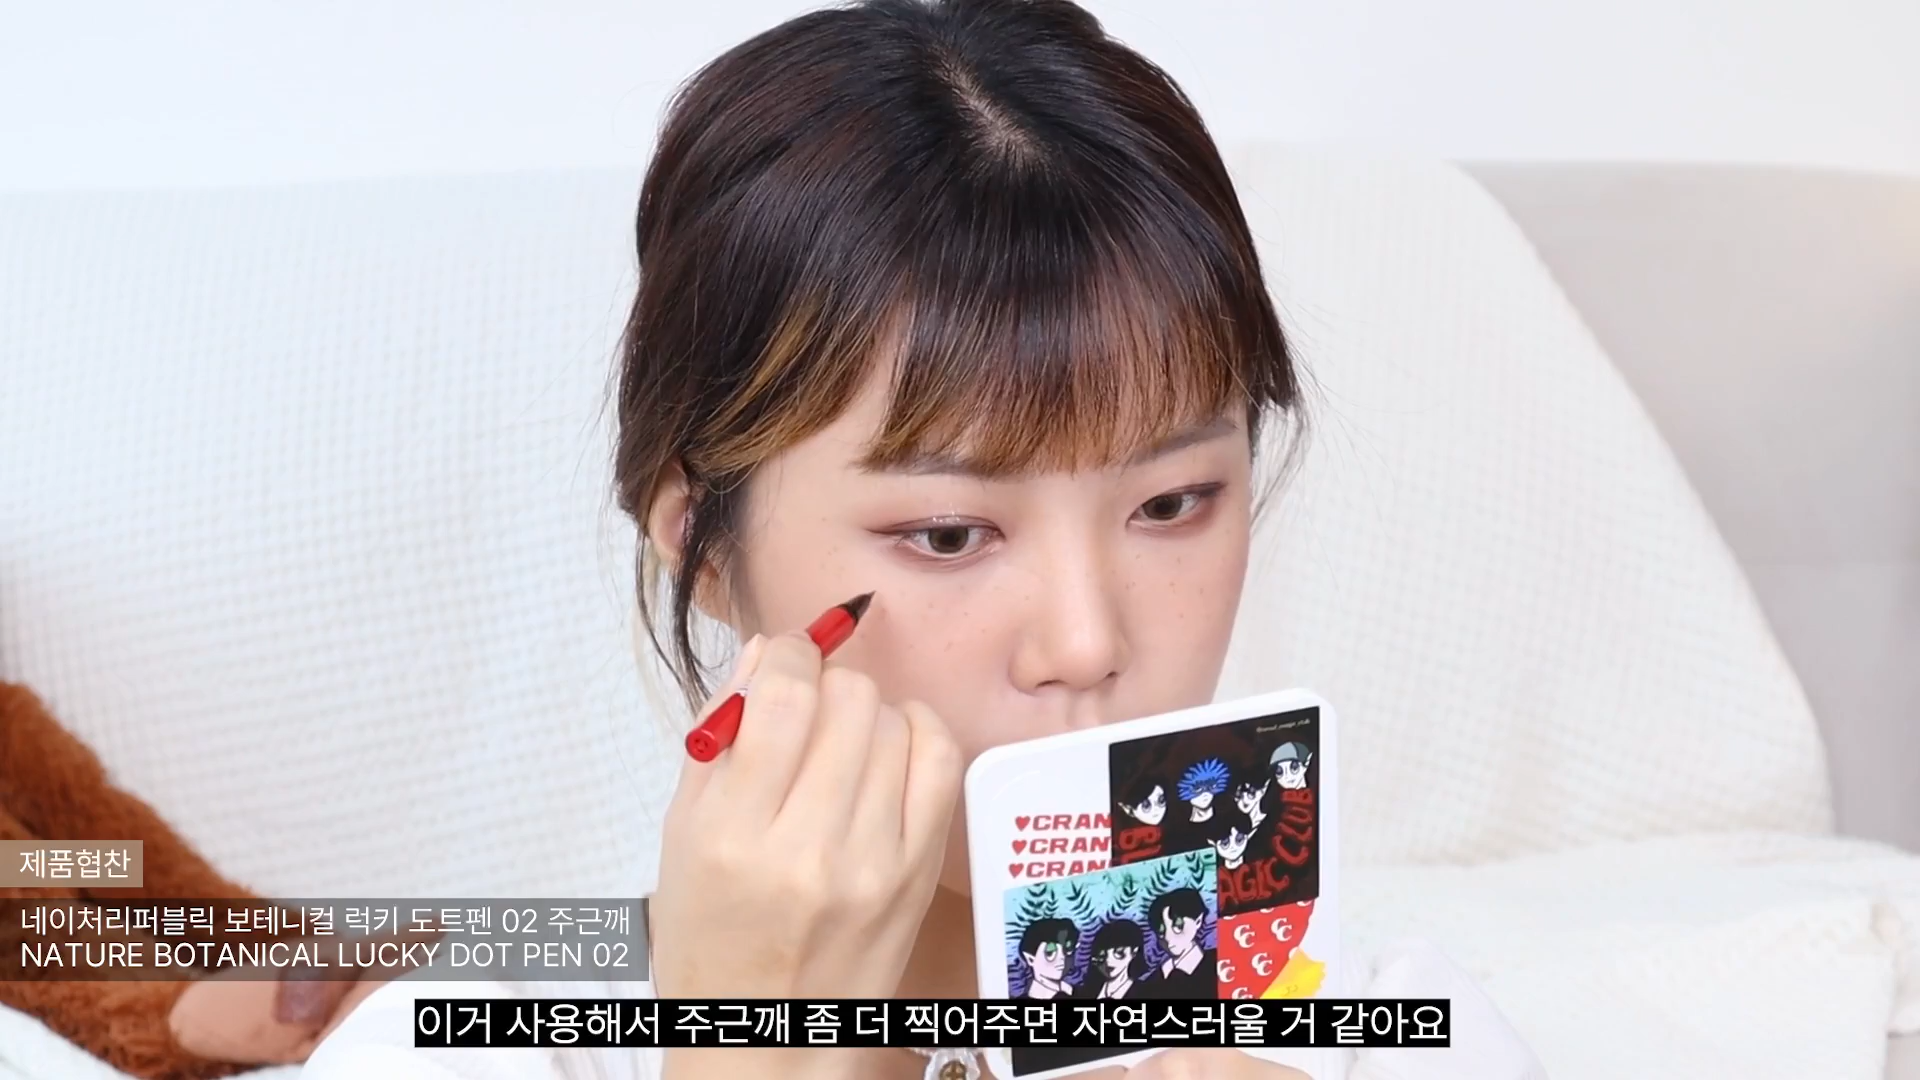 ♥CRAN
♥CRAN
♥CRAN
AGIC CLUB
제품협찬
네이처리퍼블릭 보테니컬 럭키 도트펜 02 주근깨
NATURE BOTANICAL LUCKY DOT PEN 02
이거 사용해서 주근깨 좀 더 찍어주면 자연스러울 거 같아요